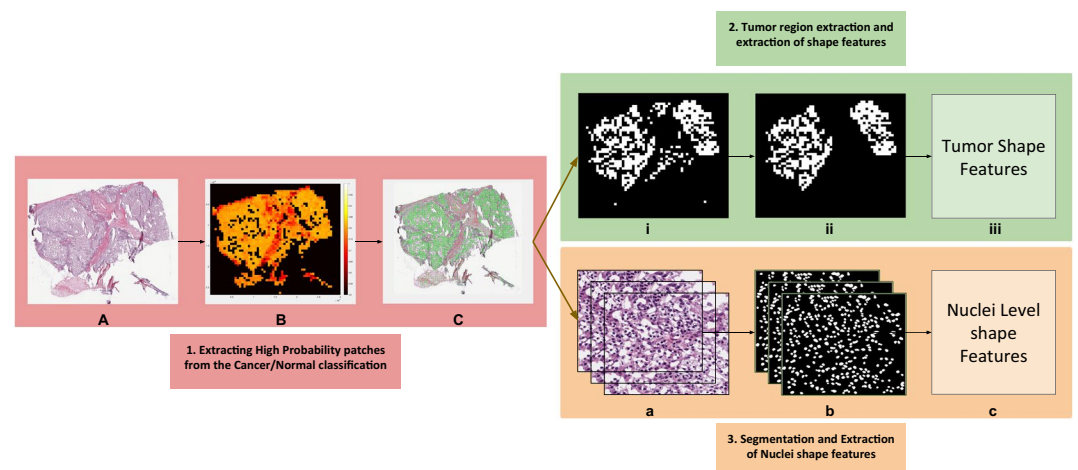 2. Tumor region extraction and
extraction of shape features
i
ii
Tumor Shape
Features
iii
A
B
C
1. Extracting High Probability patches
from the Cancer/Normal classification
a
b
Nuclei Level
shape
Features
c
3. Segmentation and Extraction
of Nuclei shape features